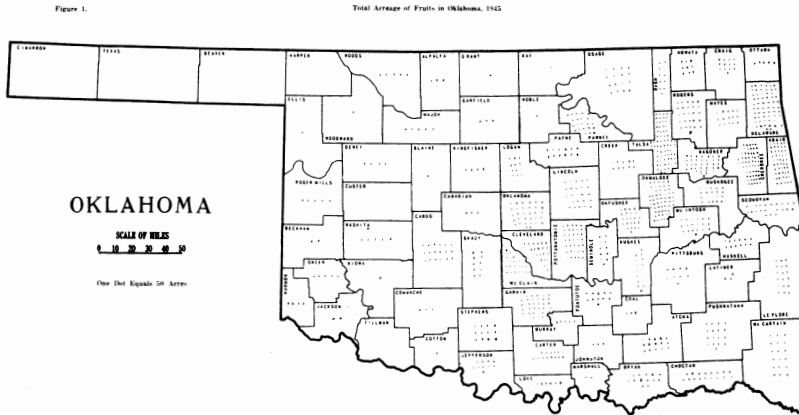 Figure 1.
Total Acreage of Fruits in Oklahoma, 1945
CIMARRON
TEXAS
BEAVER
HARPER
WOODS
ALFALFA
GRANT
KAY
OSAGE
NOWATA
CRAIG
OTTAWA
ELLIS
WOODWARD
MAJOR
GARFIELD
NOBLE
PAWNEE
ROGERS
MAYES
DELAWARE
DEWEY
BLAINE
KINGFISHER
LOGAN
PAYNE
CREEK
TULSA
WAGONER
CHEROKEE
ADAIR
ROGER MILLS
CUSTER
CANADIAN
OKLAHOMA
LINCOLN
OKFUSKEE
OKMULGEE
MUSKOGEE
SEQUOYAH
OKLAHOMA
BECKHAM
WASHITA
CADDO
GRADY
CLEVELAND
POTTAWATOMIE
SEMINOLE
HUGHES
McINTOSH
HASKELL
SCALE OF MILES
0 10 20 30 40 50
GREER
KIOWA
McCLAIN
PITTSBURG
LATIMER
LE FLORE
One Dot Equals 50 Acres
HARMON
JACKSON
COMANCHE
GARVIN
PONTOTOC
COAL
PUSHMATAHA
TILLMAN
STEPHENS
MURRAY
ATOKA
McCURTAIN
COTTON
CARTER
JOHNSTON
JEFFERSON
LOVE
MARSHALL
BRYAN
CHOCTAW